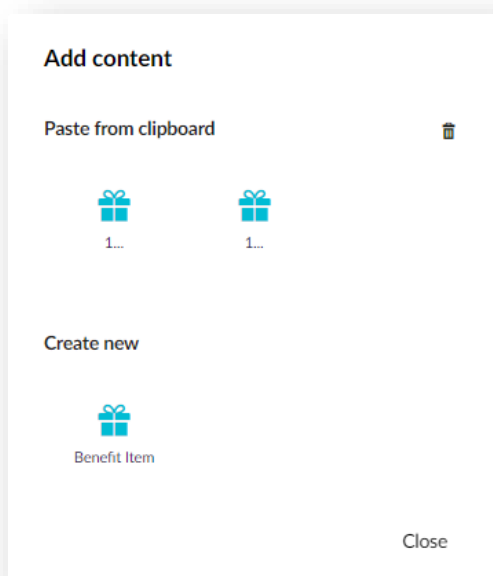 Add content
Paste from clipboard
1... 1...
Create new
Benefit Item
Close